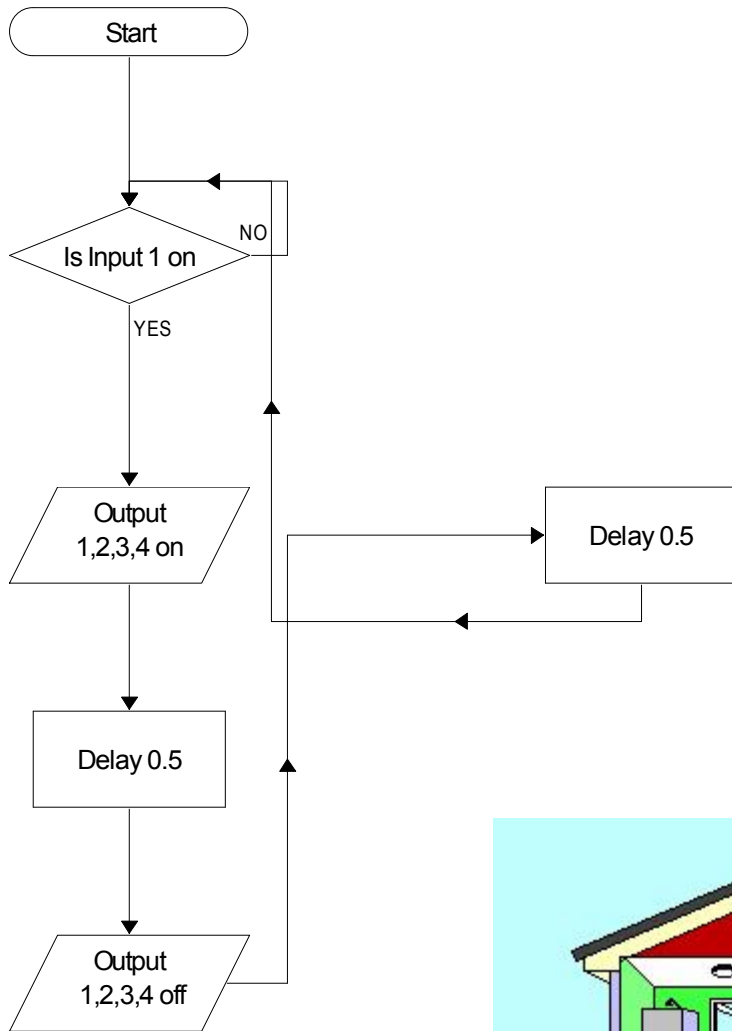 Start
Is Input 1 on
NO
YES
Output
1,2,3,4 on
Delay 0.5
Delay 0.5
Output
1,2,3,4 off